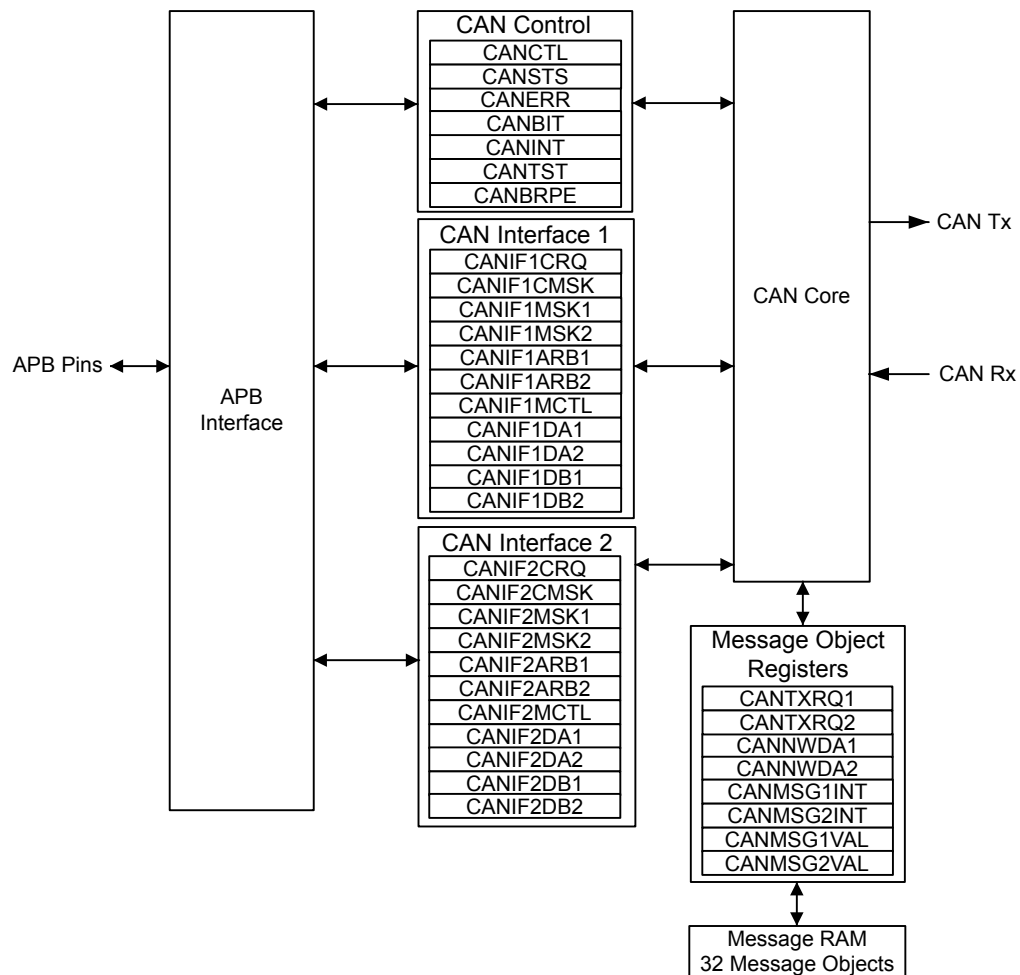 CAN Control
CANCTL
CANSTS
CANERR
CANBIT
CANINT
CANTST
CANBRPE
CAN Interface 1
CANIF1CRQ
CANIF1CMSK
CANIF1MSK1
CANIF1MSK2
CANIF1ARB1
CANIF1ARB2
CANIF1MCTL
CANIF1DA1
CANIF1DA2
CANIF1DB1
CANIF1DB2
CAN Interface 2
CANIF2CRQ
CANIF2CMSK
CANIF2MSK1
CANIF2MSK2
CANIF2ARB1
CANIF2ARB2
CANIF2MCTL
CANIF2DA1
CANIF2DA2
CANIF2DB1
CANIF2DB2
APB Pins
APB
Interface
CAN Core
CAN Tx
CAN Rx
Message Object
Registers
CANTXRQ1
CANTXRQ2
CANNWDA1
CANNWDA2
CANMSG1INT
CANMSG2INT
CANMSG1VAL
CANMSG2VAL
Message RAM
32 Message Objects